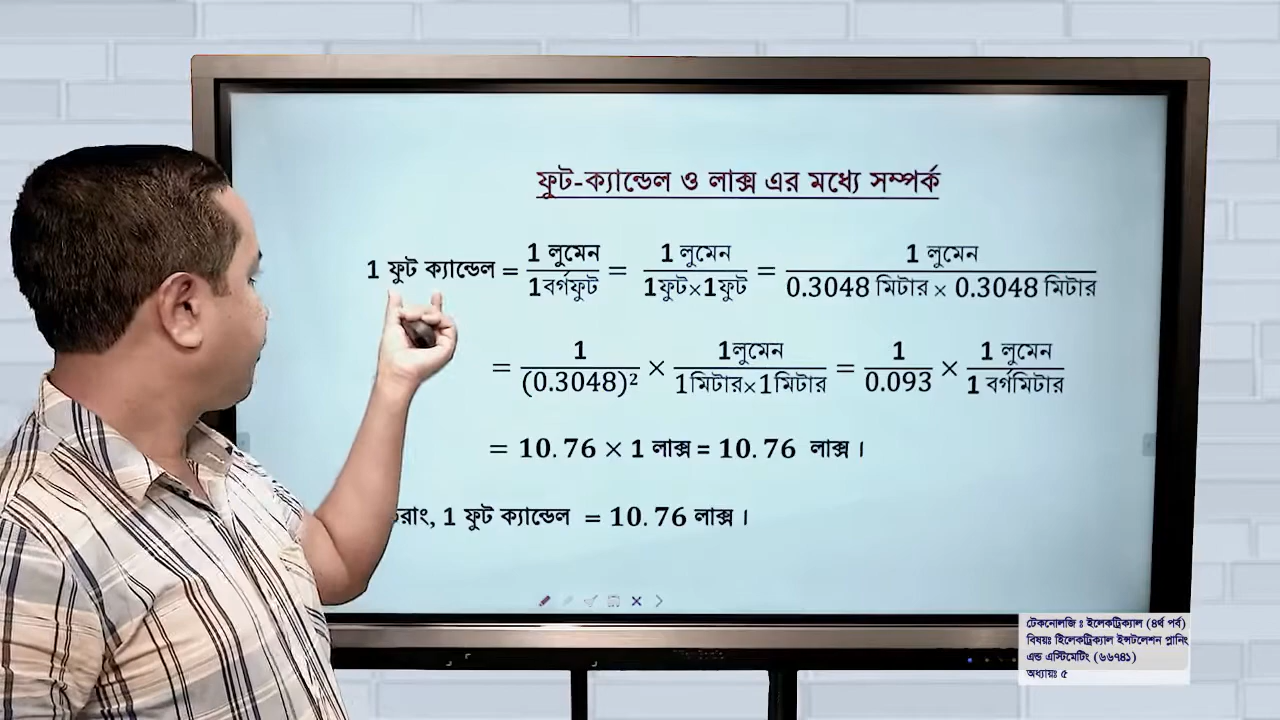 ফুট-ক্যান্ডেল ও লাক্স এর মধ্যে সম্পর্ক
1 ফুট ক্যান্ডেল = 1 লুমেন / 1বর্গফুট = 1 লুমেন / 1ফুট×1ফুট = 1 লুমেন / 0.3048 মিটার × 0.3048 মিটার
= 1 / (0.3048)² × 1লুমেন / 1মিটার×1মিটার = 1 / 0.093 × 1 লুমেন / 1 বর্গমিটার
= 10.76 × 1 লাক্স = 10.76 লাক্স ।
1 ফুট ক্যান্ডেল = 10.76 লাক্স ।
টেকনোলজি ঃ ইলেকট্রিক্যাল (৪র্থ পর্ব)
বিষয়ঃ ইলেকট্রিক্যাল ইন্সটলেশন প্লানিং
এন্ড এস্টিমেটিং (৬৬৭৪১)
অধ্যায়ঃ ৫